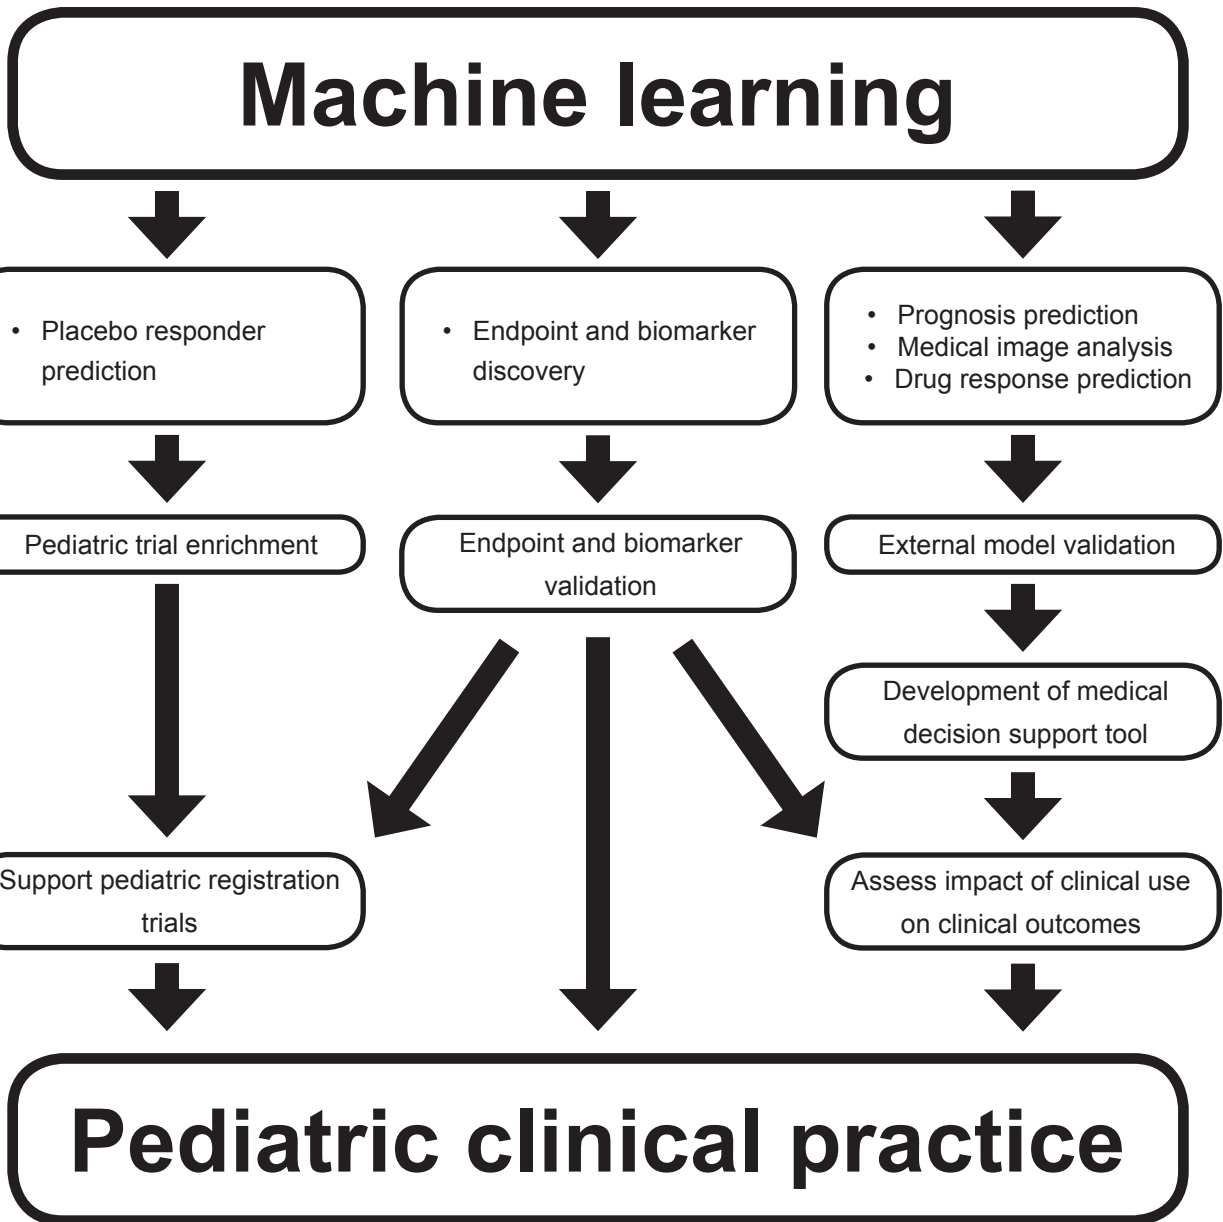 Machine learning
• Placebo responder
prediction
• Endpoint and biomarker
discovery
• Prognosis prediction
• Medical image analysis
• Drug response prediction
Pediatric trial enrichment
Endpoint and biomarker
validation
External model validation
Development of medical
decision support tool
Support pediatric registration
trials
Assess impact of clinical use
on clinical outcomes
Pediatric clinical practice